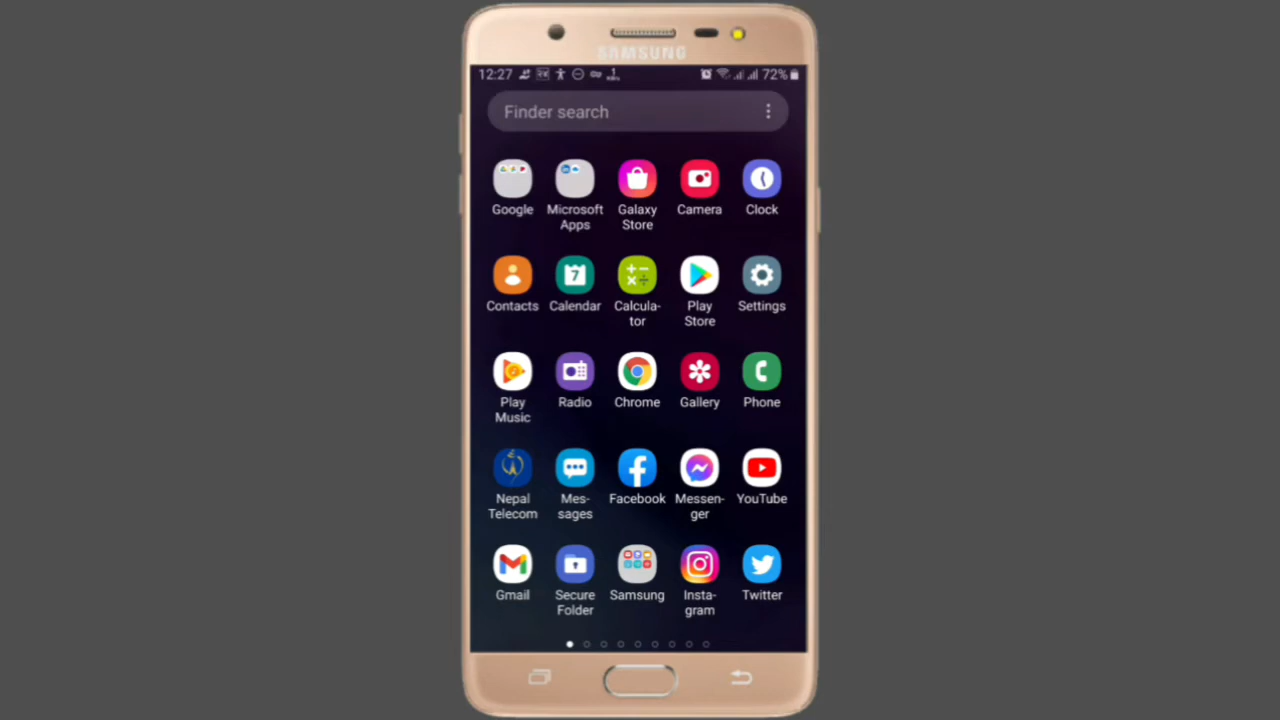 SAMSUNG
12:27 72%
Finder search
Google Microsoft Apps Galaxy Store Camera Clock
Contacts Calendar Calcula- tor Play Store Settings
Play Music Radio Chrome Gallery Phone
Nepal Telecom Mes- sages Facebook Messen- ger YouTube
Gmail Secure Folder Samsung Insta- gram Twitter